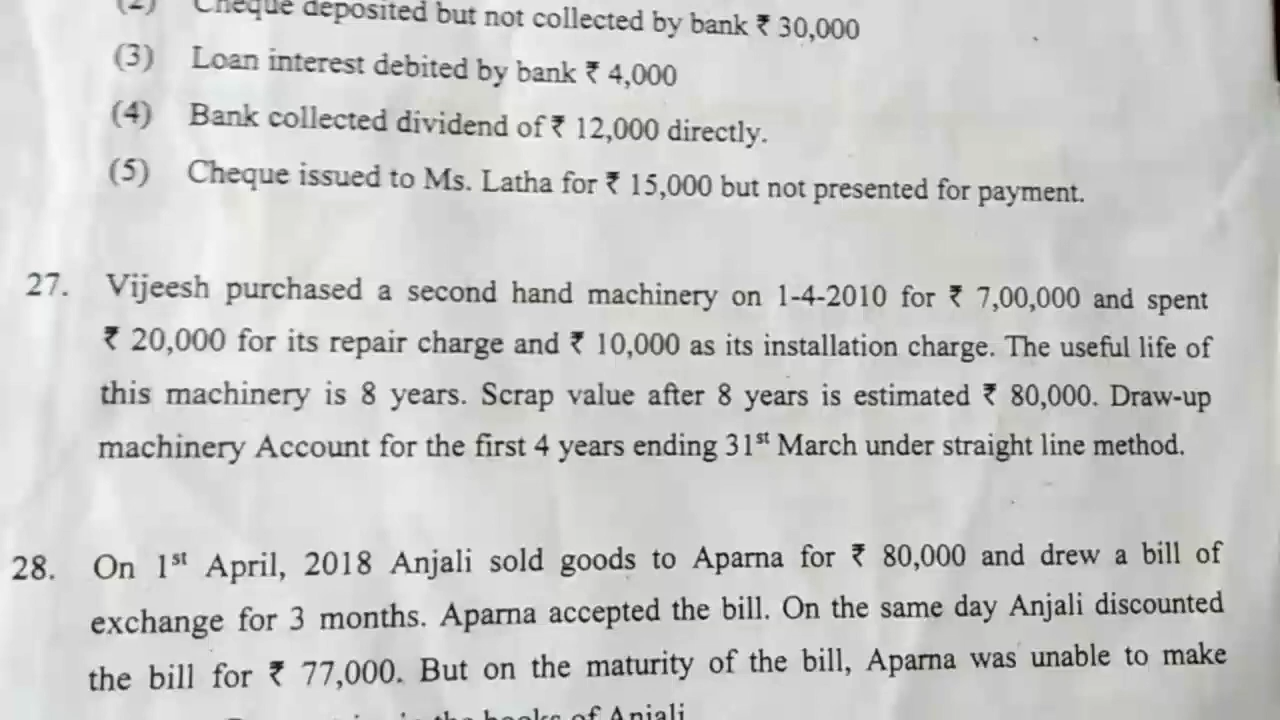 (2) Cheque deposited but not collected by bank ₹ 30,000
(3) Loan interest debited by bank ₹ 4,000
(4) Bank collected dividend of ₹ 12,000 directly.
(5) Cheque issued to Ms. Latha for ₹ 15,000 but not presented for payment.
27. Vijeesh purchased a second hand machinery on 1-4-2010 for ₹ 7,00,000 and spent
₹ 20,000 for its repair charge and ₹ 10,000 as its installation charge. The useful life of
this machinery is 8 years. Scrap value after 8 years is estimated ₹ 80,000. Draw-up
machinery Account for the first 4 years ending 31st March under straight line method.
28. On 1st April, 2018 Anjali sold goods to Aparna for ₹ 80,000 and drew a bill of
exchange for 3 months. Aparna accepted the bill. On the same day Anjali discounted
the bill for ₹ 77,000. But on the maturity of the bill, Aparna was unable to make
in the books of Anjali